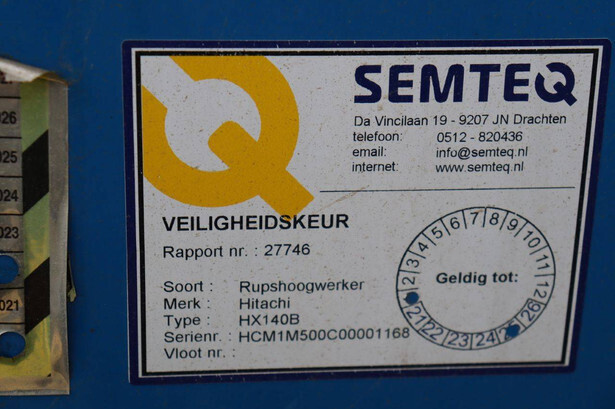 026
025
024
023
021
SEMTEQ
Da Vincilaan 19 - 9207 JN Drachten
telefoon: 0512 - 820436
email: info@semteq.nl
internet: www.semteq.nl
VEILIGHEIDSKEUR
Rapport nr. : 27746
Soort : Rupshoogwerker
Merk : Hitachi
Type : HX140B
Serienr. : HCM1M500C00001168
Vloot nr. :
2 3 4 5 6 7 8 9 10 11 12
Geldig tot:
21 22 23 24 26